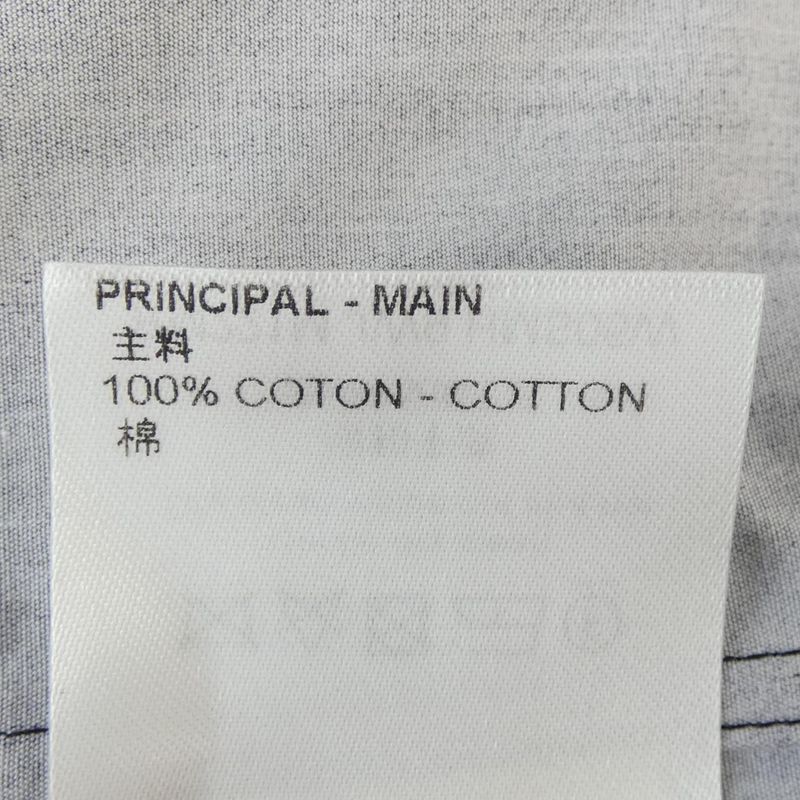 PRINCIPAL - MAIN
主料
100% COTON - COTTON
棉